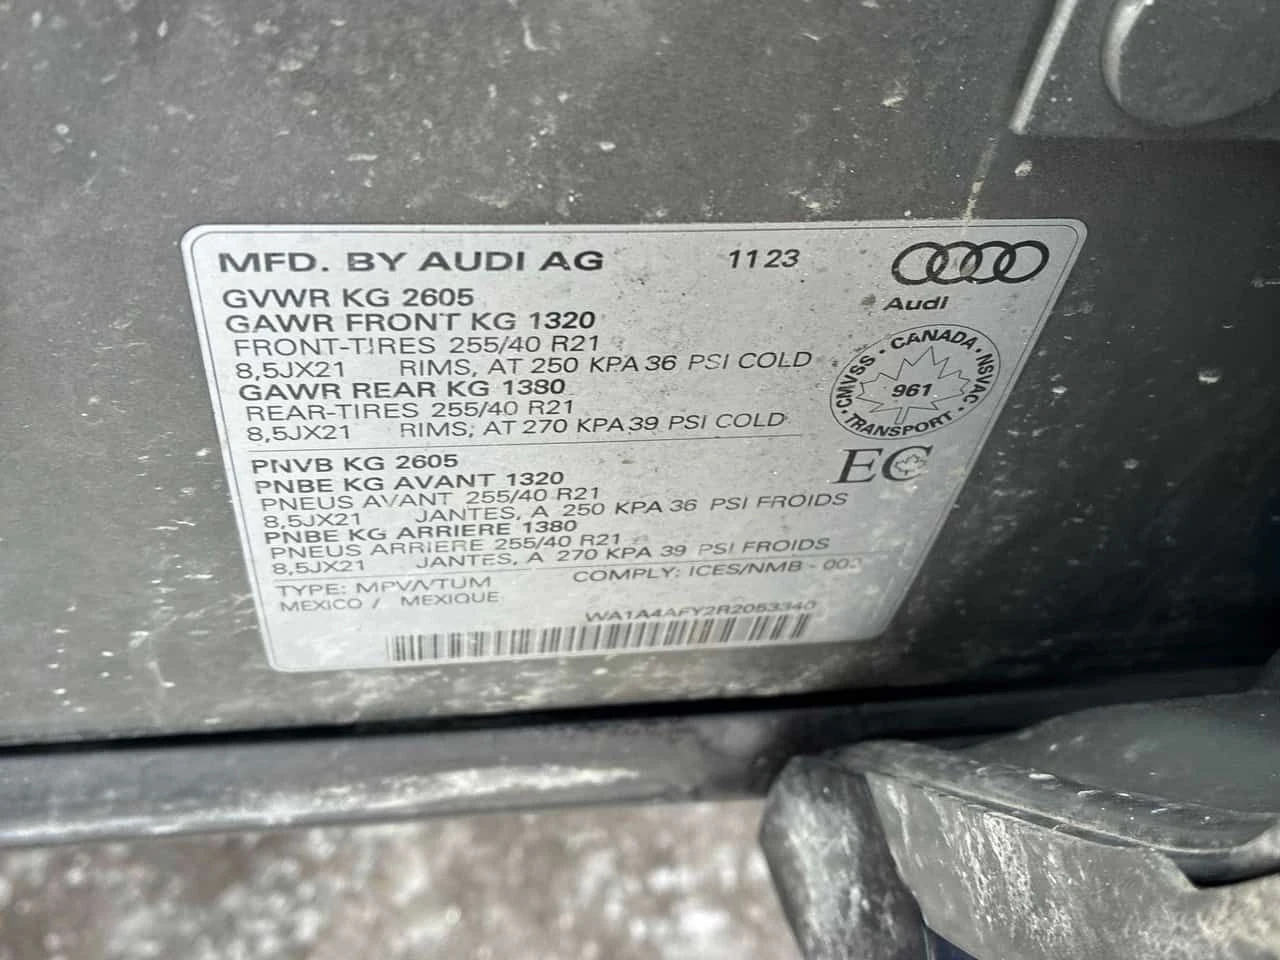 MFD. BY AUDI AG 1123
Audi
GVWR KG 2605
GAWR FRONT KG 1320
FRONT-TIRES 255/40 R21
8,5JX21 RIMS, AT 250 KPA 36 PSI COLD
GAWR REAR KG 1380
REAR-TIRES 255/40 R21
8,5JX21 RIMS, AT 270 KPA 39 PSI COLD
CANADA · NSVAC · TRANSPORT · CMVSS ·
961
EC
PNVB KG 2605
PNBE KG AVANT 1320
PNEUS AVANT 255/40 R21
8,5JX21 JANTES, A 250 KPA 36 PSI FROIDS
PNBE KG ARRIERE 1380
PNEUS ARRIERE 255/40 R21
8,5JX21 JANTES, A 270 KPA 39 PSI FROIDS
TYPE: MPV/VTUM COMPLY: ICES/NMB - 002
MEXICO / MEXIQUE
WA1A4AFY2R2053340